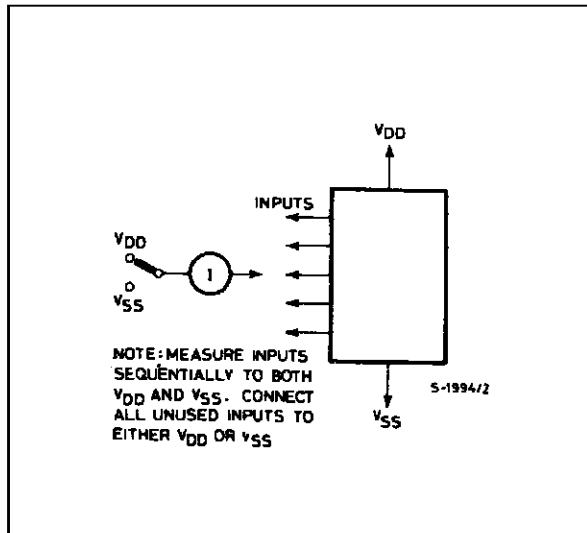 VDD
INPUTS
VDD
I
VSS
NOTE: MEASURE INPUTS
SEQUENTIALLY TO BOTH
VDD AND VSS. CONNECT
ALL UNUSED INPUTS TO
EITHER VDD OR VSS
S-1994/2
VSS